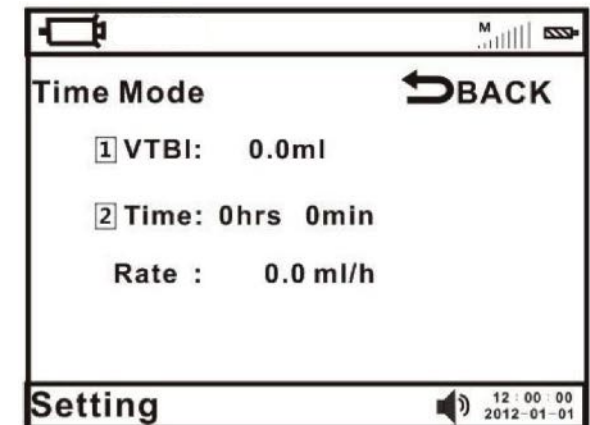 M
Time Mode BACK
1 VTBI: 0.0ml
2 Time: 0hrs 0min
Rate : 0.0 ml/h
Setting 12:00:00
2012-01-01